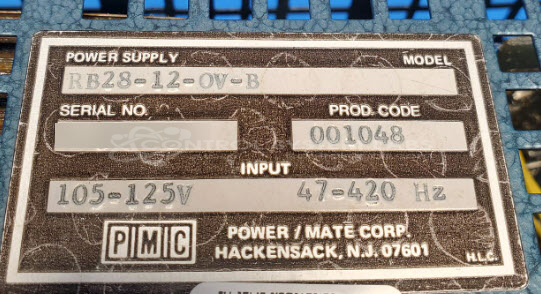 POWER SUPPLY MODEL
RB28-12-OV-B
SERIAL NO. PROD. CODE
001048
INPUT
105-125V 47-420 Hz
PMC POWER / MATE CORP.
HACKENSACK, N.J. 07601
H.L.C.